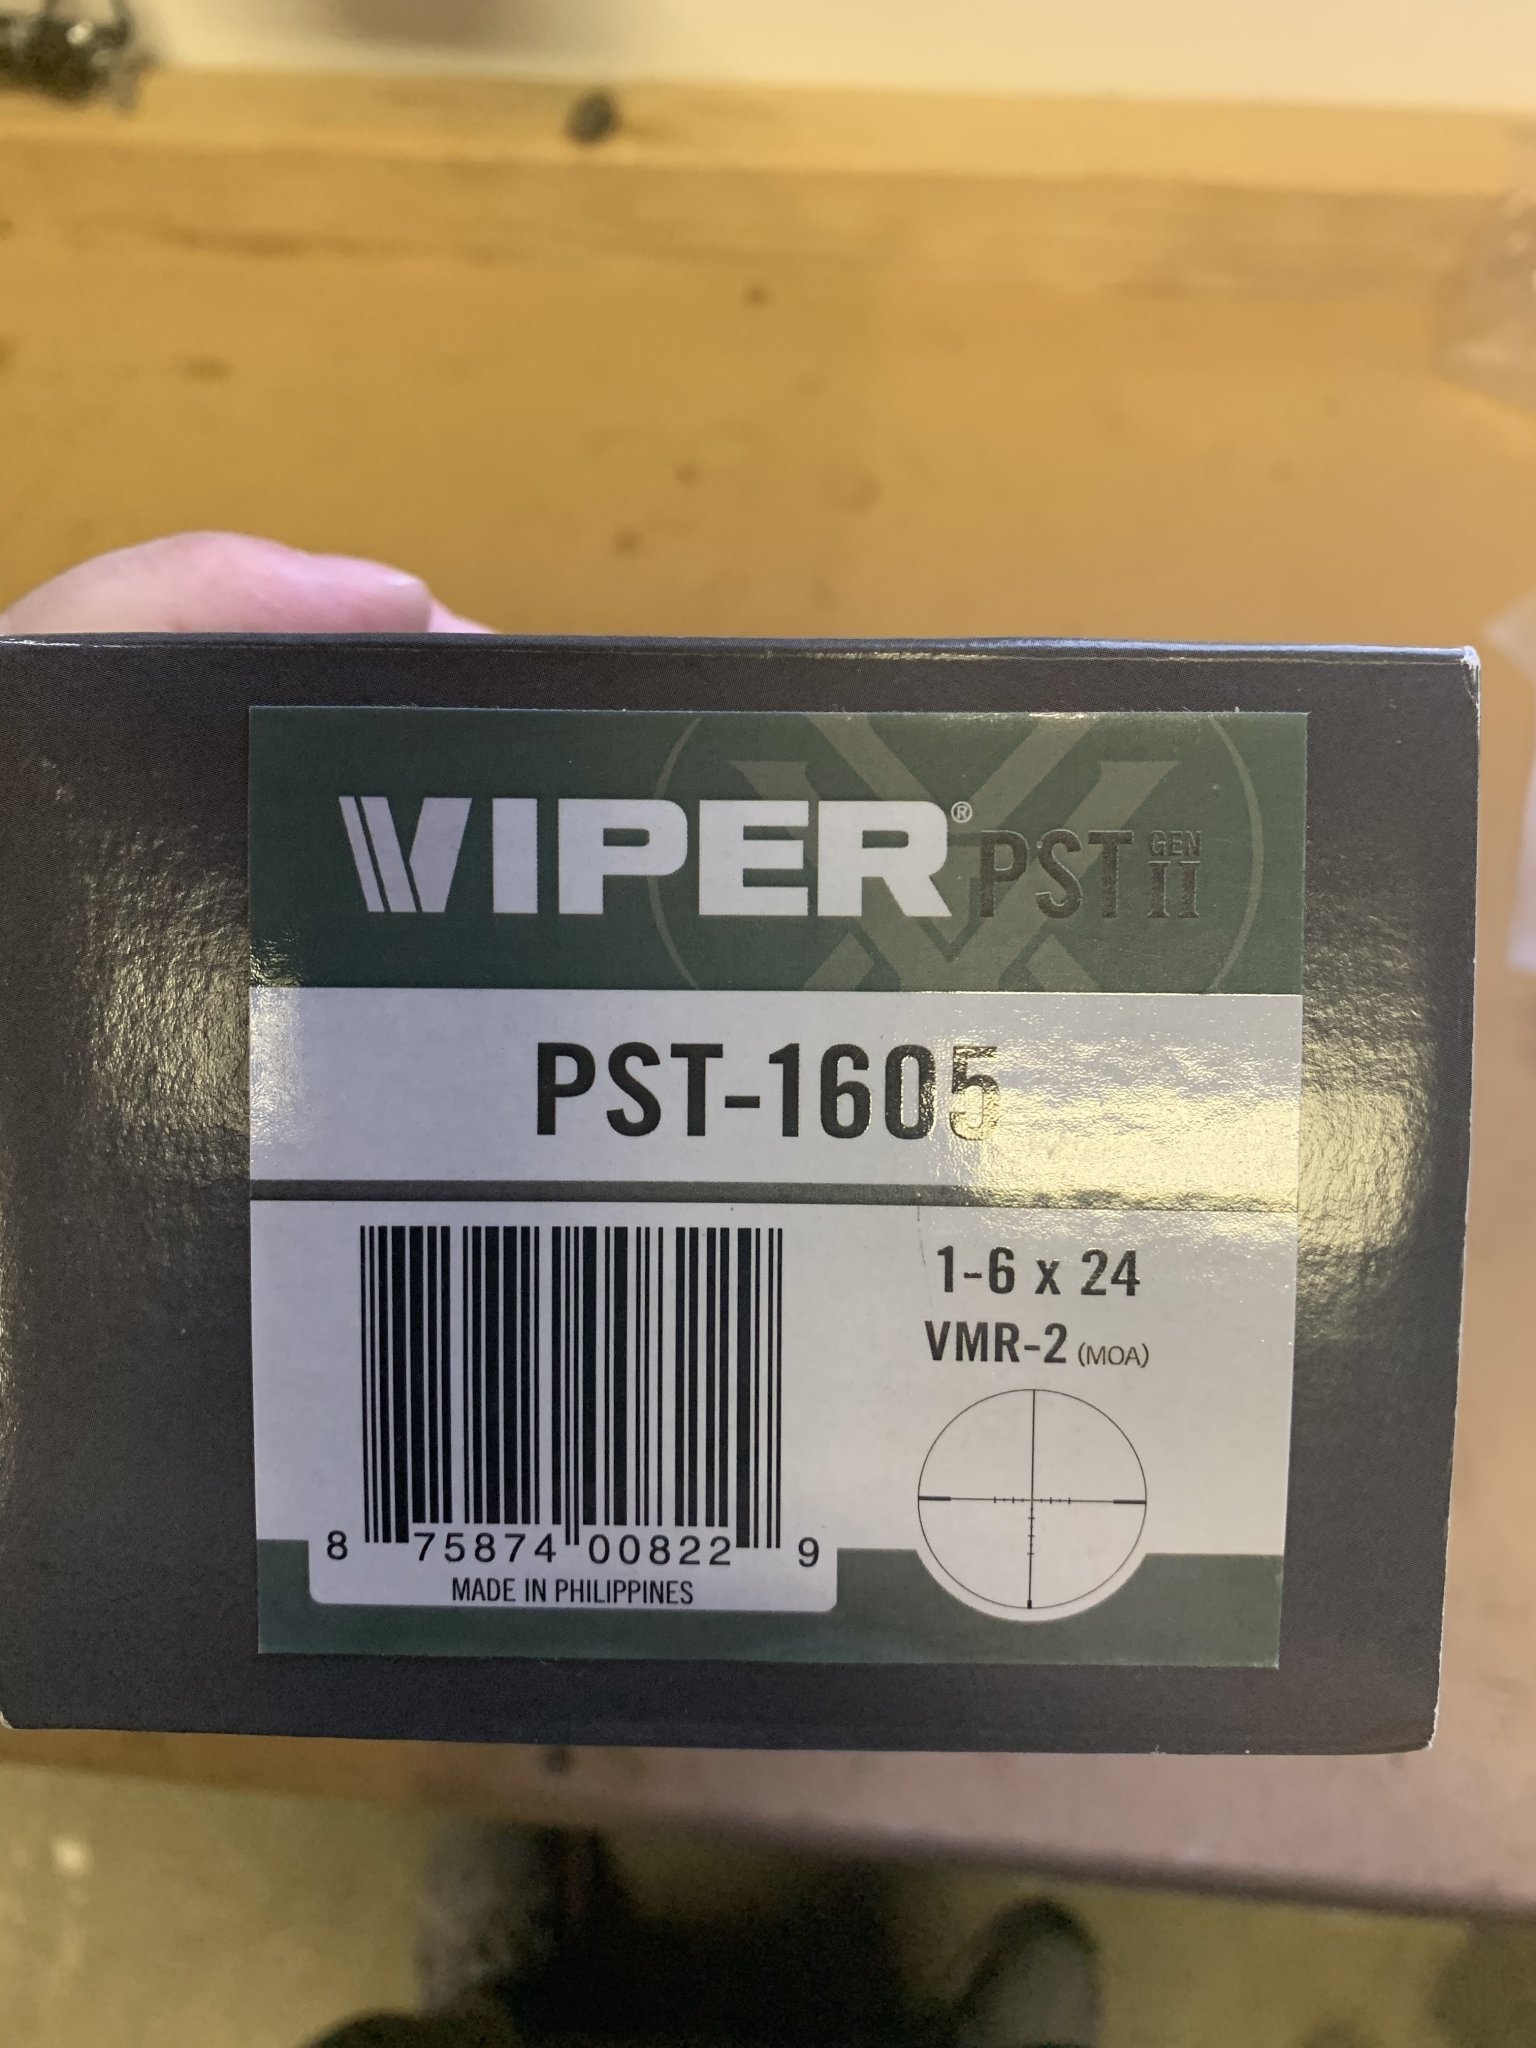 VIPER® PST GEN II
PST-1605
1-6 x 24
VMR-2 (MOA)
8 75874 00822 9
MADE IN PHILIPPINES